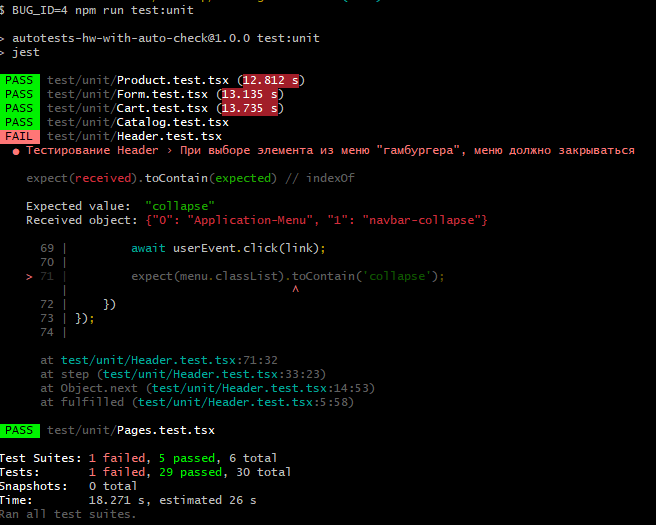 $ BUG_ID=4 npm run test:unit
> autotests-hw-with-auto-check@1.0.0 test:unit
> jest
PASS test/unit/Product.test.tsx (12.812 s)
PASS test/unit/Form.test.tsx (13.135 s)
PASS test/unit/Cart.test.tsx (13.735 s)
PASS test/unit/Catalog.test.tsx
FAIL test/unit/Header.test.tsx
● Тестирование Header › При выборе элемента из меню "гамбургера", меню должно закрываться
expect(received).toContain(expected) // indexOf
Expected value: "collapse"
Received object: {"0": "Application-Menu", "1": "navbar-collapse"}
69 | await userEvent.click(link);
70 |
> 71 | expect(menu.classList).toContain('collapse');
| ^
72 | })
73 | });
74 |
at test/unit/Header.test.tsx:71:32
at step (test/unit/Header.test.tsx:33:23)
at Object.next (test/unit/Header.test.tsx:14:53)
at fulfilled (test/unit/Header.test.tsx:5:58)
PASS test/unit/Pages.test.tsx
Test Suites: 1 failed, 5 passed, 6 total
Tests: 1 failed, 29 passed, 30 total
Snapshots: 0 total
Time: 18.271 s, estimated 26 s
Ran all test suites.